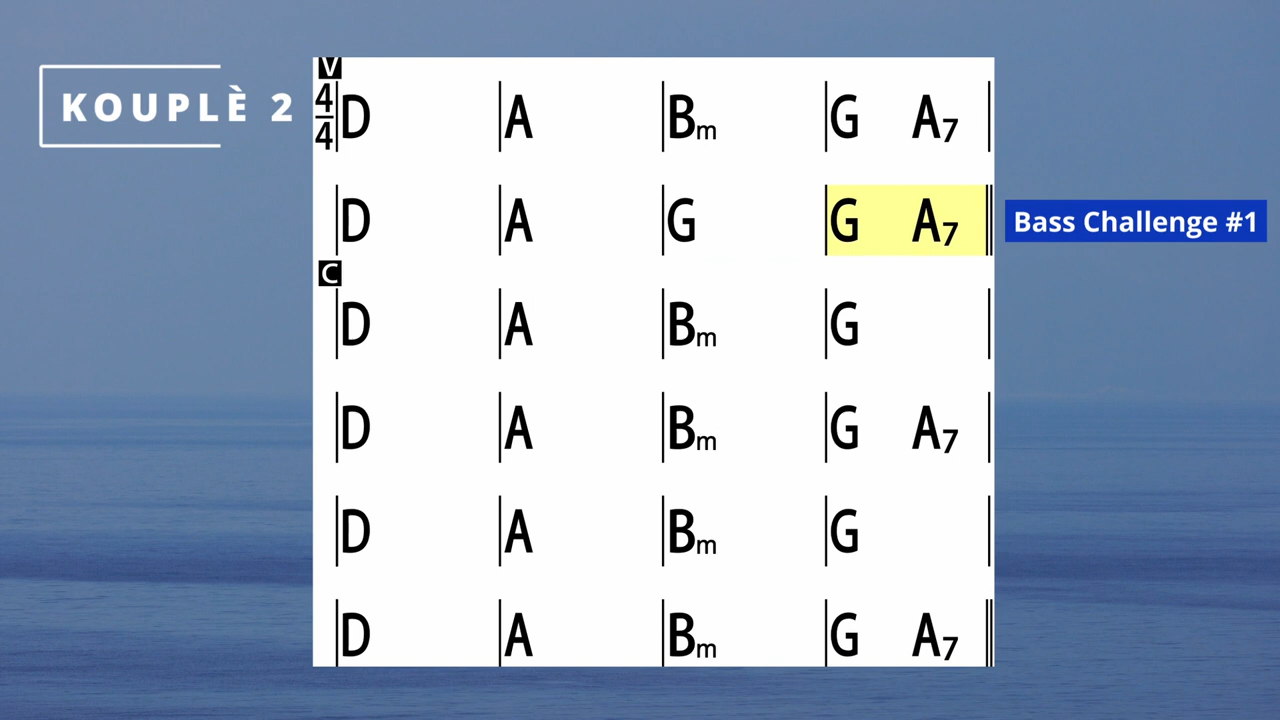 V
KOUPLÈ 2
4/4 D A Bm G A7
D A G G A7
Bass Challenge #1
C
D A Bm G
D A Bm G A7
D A Bm G
D A Bm G A7